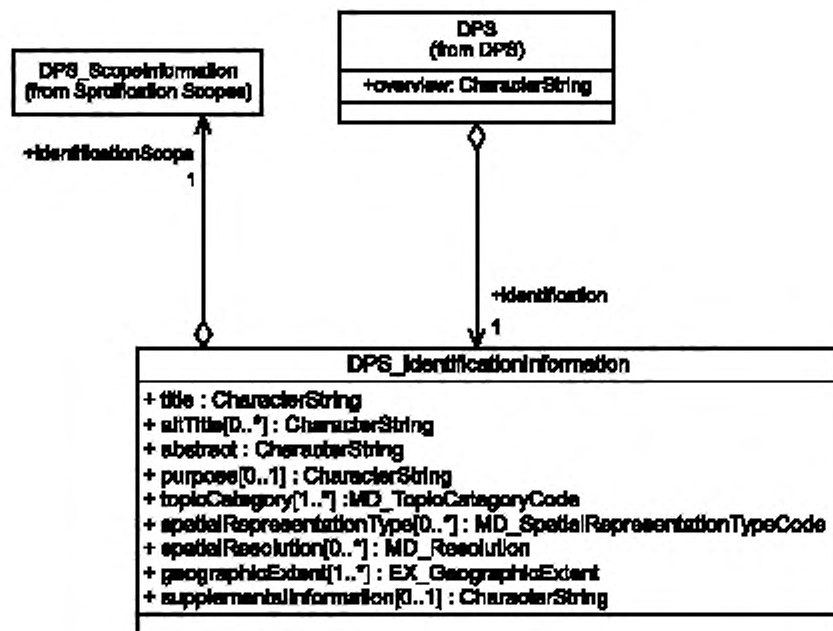 DPS
(from DPS)
+overview: CharacterString
DPS_ScopeInformation
(from Spratification Scopes)
+identificationScope
1
+identification
1
DPS_IdentificationInformation
+ title : CharacterString
+ altTitle[0..*] : CharacterString
+ abstract : CharacterString
+ purpose[0..1] : CharacterString
+ topicCategory[1..*] :MD_TopicCatagoryCode
+ spatialRepresentationType[0..*] : MD_SpatialRepresentationTypeCode
+ spatialResolution[0..*] : MD_Resolution
+ geographicExtent[1..*] : EX_GeographicExtent
+ supplementalInformation[0..1] : CharacterString